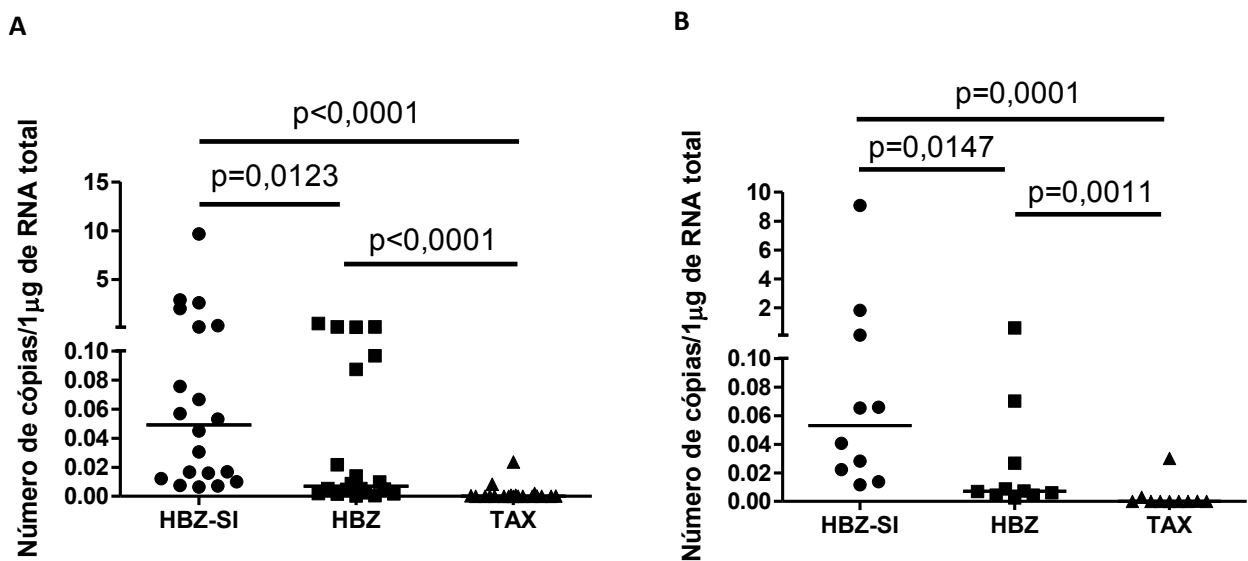 A
p<0,0001
p=0,0123
p<0,0001
Número de cópias/1µg de RNA total
15
10
5
0.10
0.08
0.06
0.04
0.02
0.00
HBZ-SI HBZ TAX
B
p=0,0001
p=0,0147
p=0,0011
Número de cópias/1µg de RNA total
10
8
6
4
2
0.10
0.08
0.06
0.04
0.02
0.00
HBZ-SI HBZ TAX